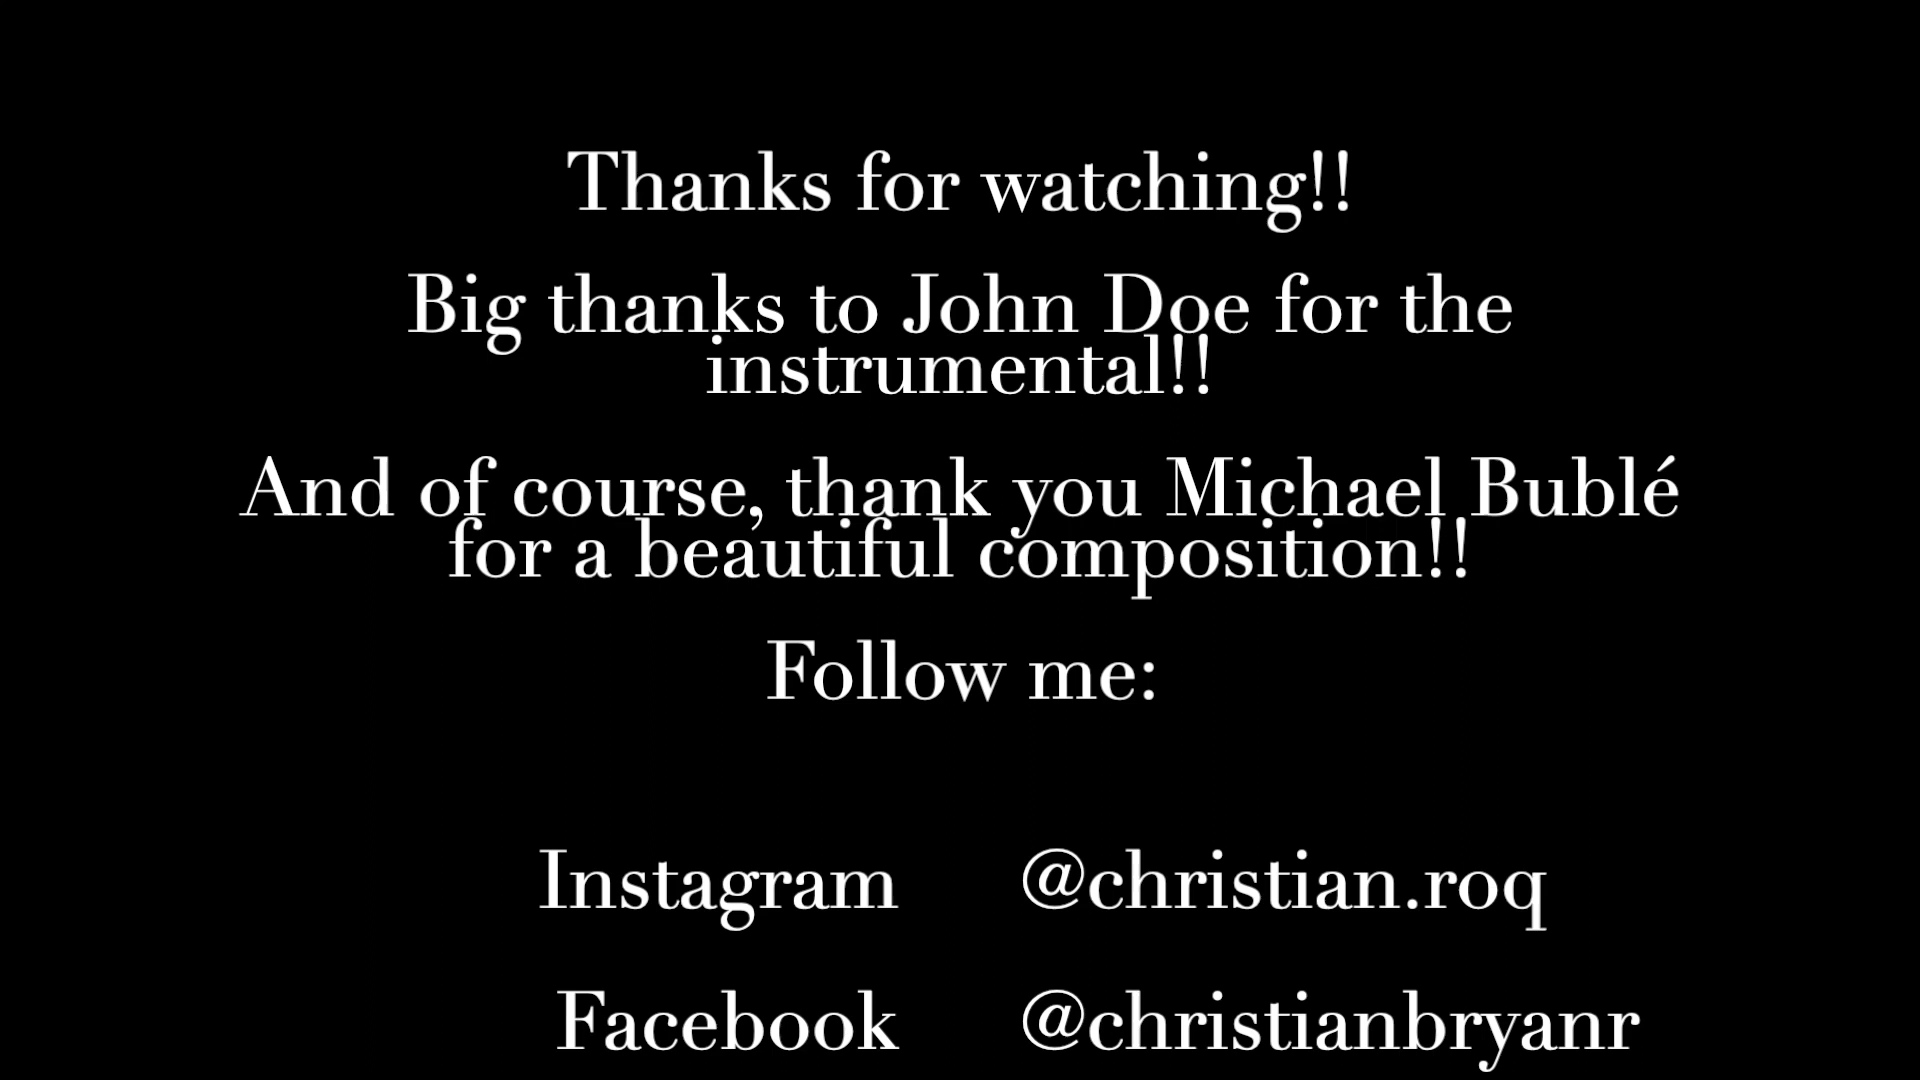 Thanks for watching!!
Big thanks to John Doe for the
instrumental!!
And of course, thank you Michael Bublé
for a beautiful composition!!
Follow me:
Instagram @christian.roq
Facebook @christianbryanr